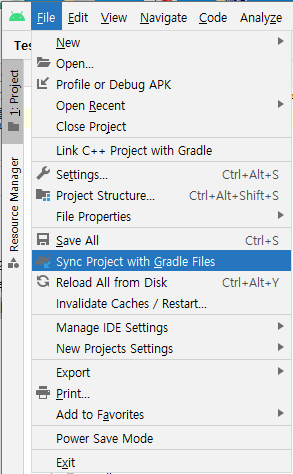 File Edit View Navigate Code Analyze
Tes
New
Open...
Profile or Debug APK
Open Recent
Close Project
Link C++ Project with Gradle
Settings... Ctrl+Alt+S
Project Structure... Ctrl+Alt+Shift+S
File Properties
Save All Ctrl+S
Sync Project with Gradle Files
Reload All from Disk Ctrl+Alt+Y
Invalidate Caches / Restart...
Manage IDE Settings
New Projects Settings
Export
Print...
Add to Favorites
Power Save Mode
Exit
1: Project
Resource Manager